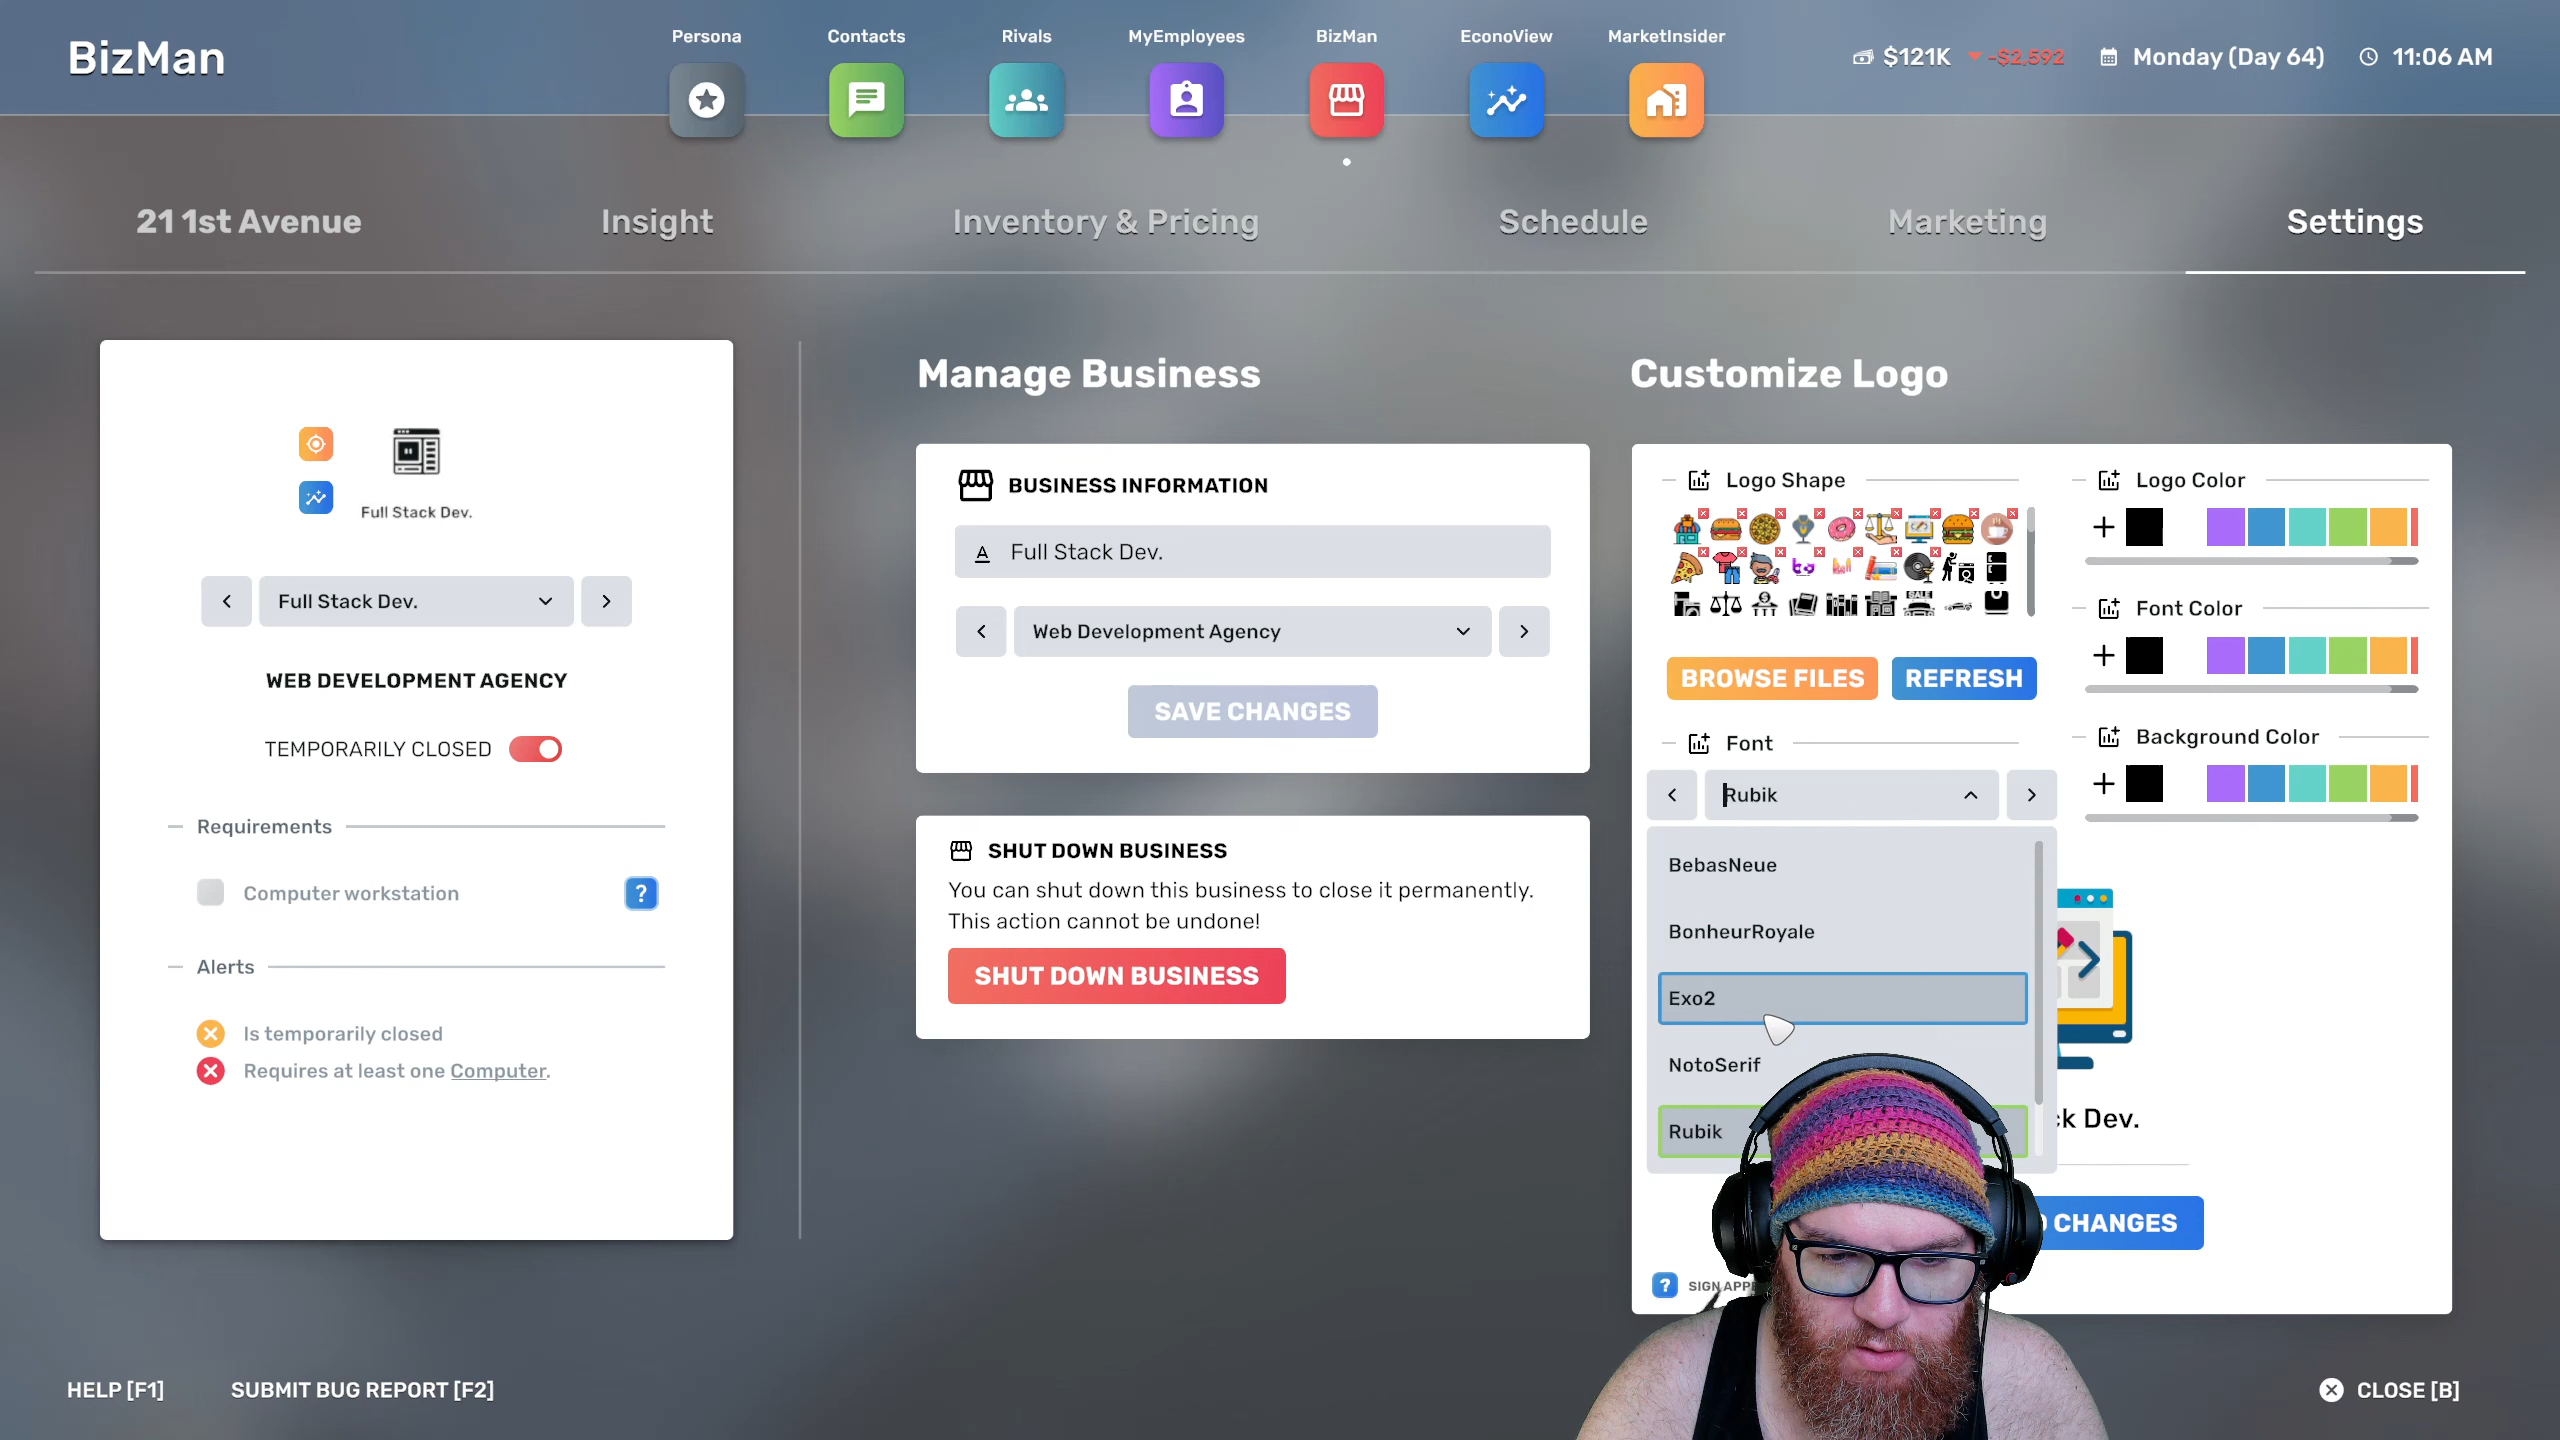 BizMan
Persona
Contacts
Rivals
MyEmployees
BizMan
EconoView
MarketInsider
$121K
-$2,592
Monday (Day 64)
11:06 AM
21 1st Avenue
Insight
Inventory & Pricing
Schedule
Marketing
Settings
Full Stack Dev.
Full Stack Dev.
WEB DEVELOPMENT AGENCY
TEMPORARILY CLOSED
Requirements
Computer workstation
?
Alerts
Is temporarily closed
Requires at least one Computer.
Manage Business
BUSINESS INFORMATION
Full Stack Dev.
Web Development Agency
SAVE CHANGES
SHUT DOWN BUSINESS
You can shut down this business to close it permanently.
This action cannot be undone!
SHUT DOWN BUSINESS
Customize Logo
Logo Shape
SALE
BROWSE FILES
REFRESH
Font
Rubik
BebasNeue
BonheurRoyale
Exo2
NotoSerif
Rubik
Logo Color
Font Color
Background Color
Dev.
CHANGES
?
SIGN
HELP [F1]
SUBMIT BUG REPORT [F2]
CLOSE [B]